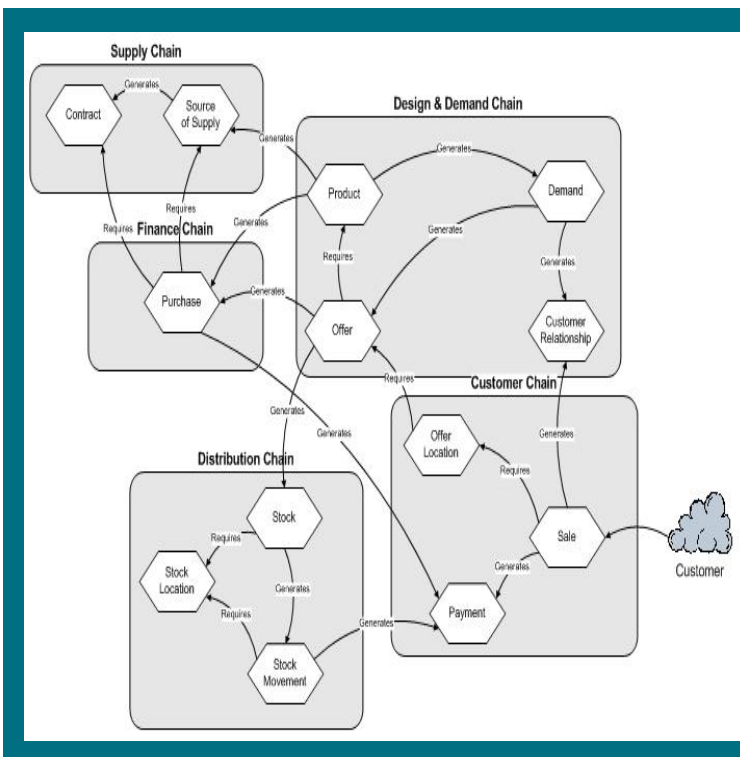 Supply Chain
Generates
Contract
Source
of Supply
Design & Demand Chain
Generates
Generates
Product
Demand
Requires
Generates
Requires
Finance Chain
Generates
Requires
Generates
Purchase
Generates
Offer
Customer
Relationship
Requires
Customer Chain
Generates
Generates
Generates
Offer
Location
Requires
Distribution Chain
Stock
Requires
Sale
Customer
Stock
Location
Generates
Generates
Requires
Generates
Payment
Stock
Movement